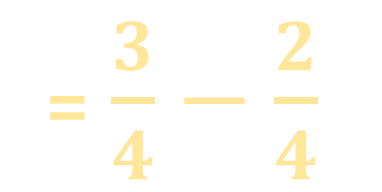 = 3/4 − 2/4